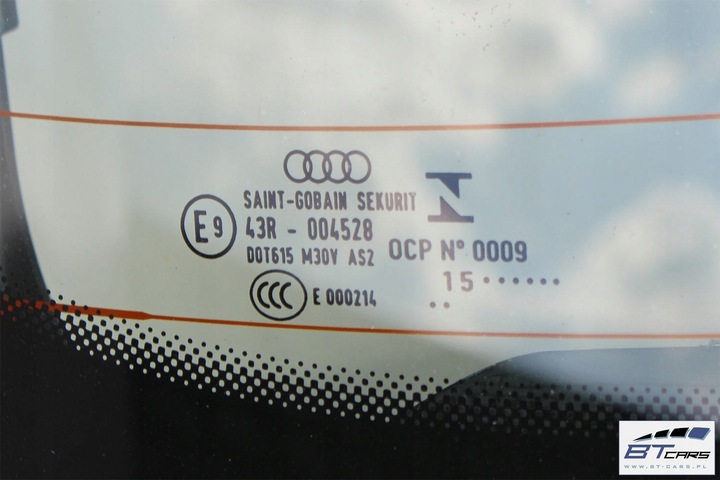 SAINT-GOBAIN SEKURIT
E9
43R - 004528
DOT615 M30V AS2
OCP N° 0009
15 ......
..
CCC E 000214
BT CARS
WWW.BT-CARS.PL